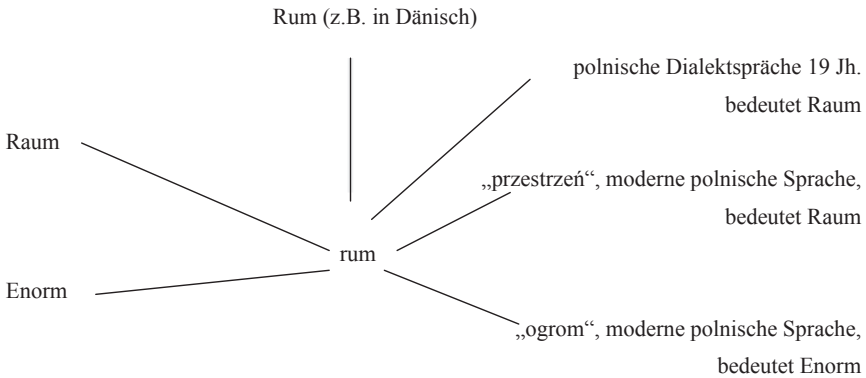 Rum (z.B. in Dänisch)
polnische Dialektspräche 19 Jh.
bedeutet Raum
Raum
„przestrzeń“, moderne polnische Sprache,
bedeutet Raum
rum
Enorm
„ogrom“, moderne polnische Sprache,
bedeutet Enorm